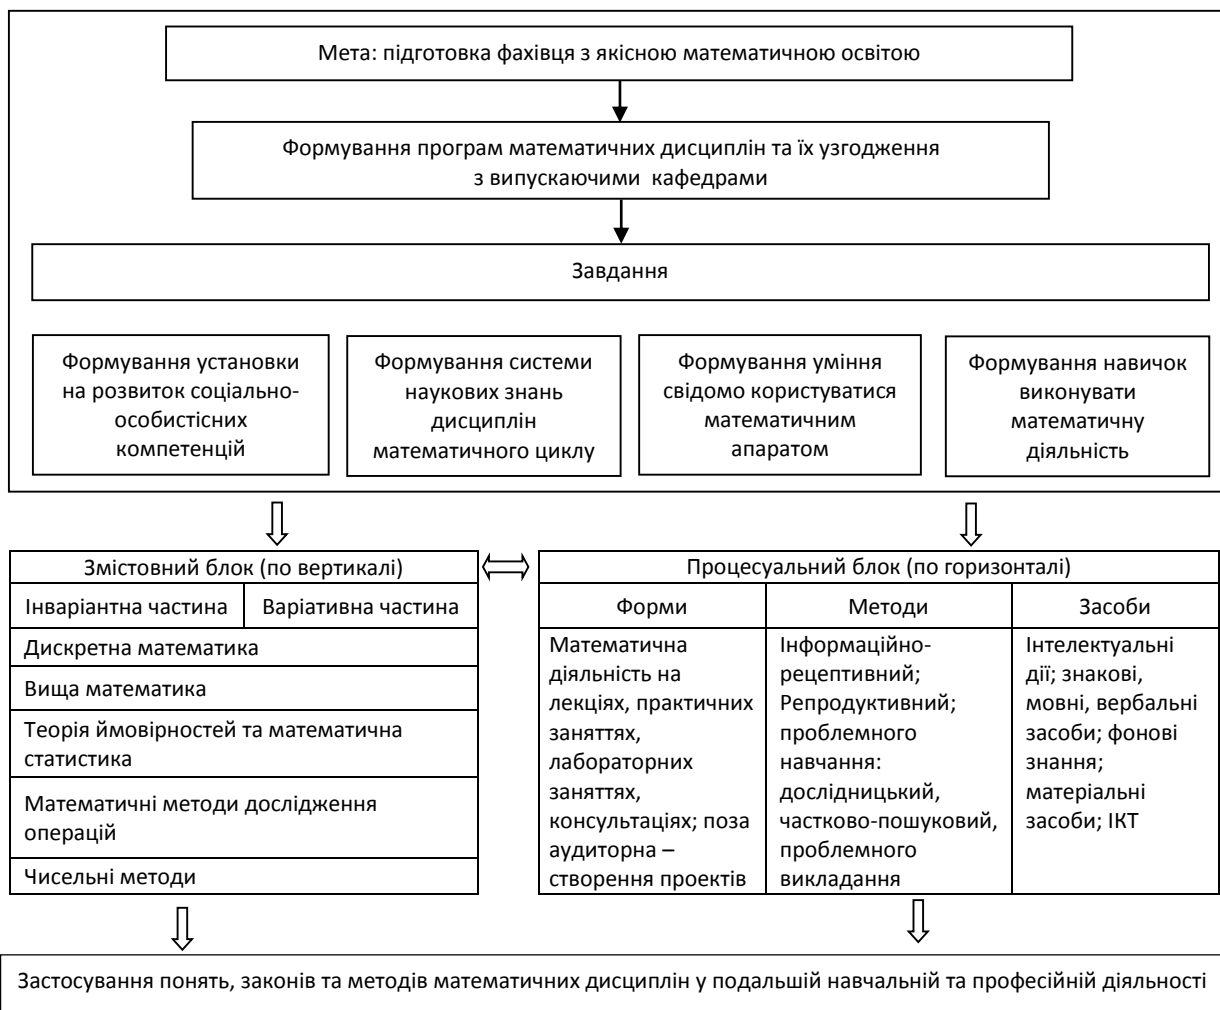 Мета: підготовка фахівця з якісною математичною освітою
Формування програм математичних дисциплін та їх узгодження
з випускаючими кафедрами
Завдання
Формування установки
на розвиток соціально-
особистісних
компетенцій
Формування системи
наукових знань
дисциплін
математичного циклу
Формування уміння
свідомо користуватися
математичним
апаратом
Формування навичок
виконувати
математичну
діяльність
Змістовний блок (по вертикалі)
Інваріантна частина
Варіативна частина
Дискретна математика
Вища математика
Теорія ймовірностей та математична
статистика
Математичні методи дослідження
операцій
Чисельні методи
Процесуальний блок (по горизонталі)
Форми
Методи
Засоби
Математична
діяльність на
лекціях, практичних
заняттях,
лабораторних
заняттях,
консультаціях; поза
аудиторна –
створення проектів
Інформаційно-
рецептивний;
Репродуктивний;
проблемного
навчання:
дослідницький,
частково-пошуковий,
проблемного
викладання
Інтелектуальні
дії; знакові,
мовні, вербальні
засоби; фонові
знання;
матеріальні
засоби; ІКТ
Застосування понять, законів та методів математичних дисциплін у подальшій навчальній та професійній діяльності